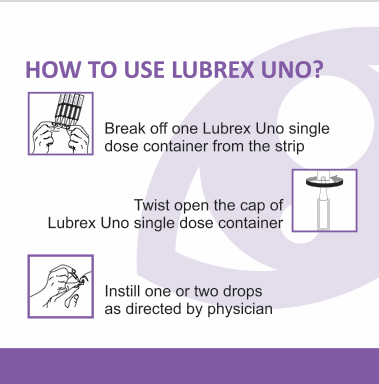 HOW TO USE LUBREX UNO?
Break off one Lubrex Uno single
dose container from the strip
Twist open the cap of
Lubrex Uno single dose container
Instill one or two drops
as directed by physician